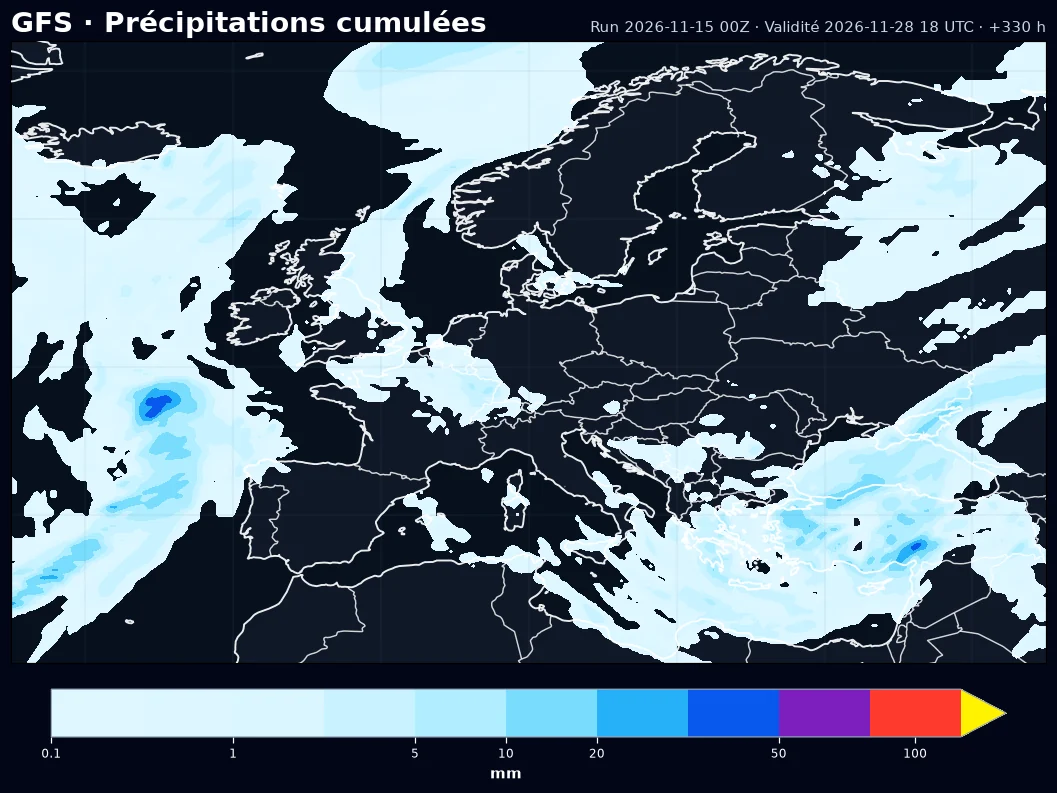 GFS · Précipitations cumulées
Run 2026-11-15 00Z · Validité 2026-11-28 18 UTC · +330 h
0.1 1 5 10 20 50 100
mm